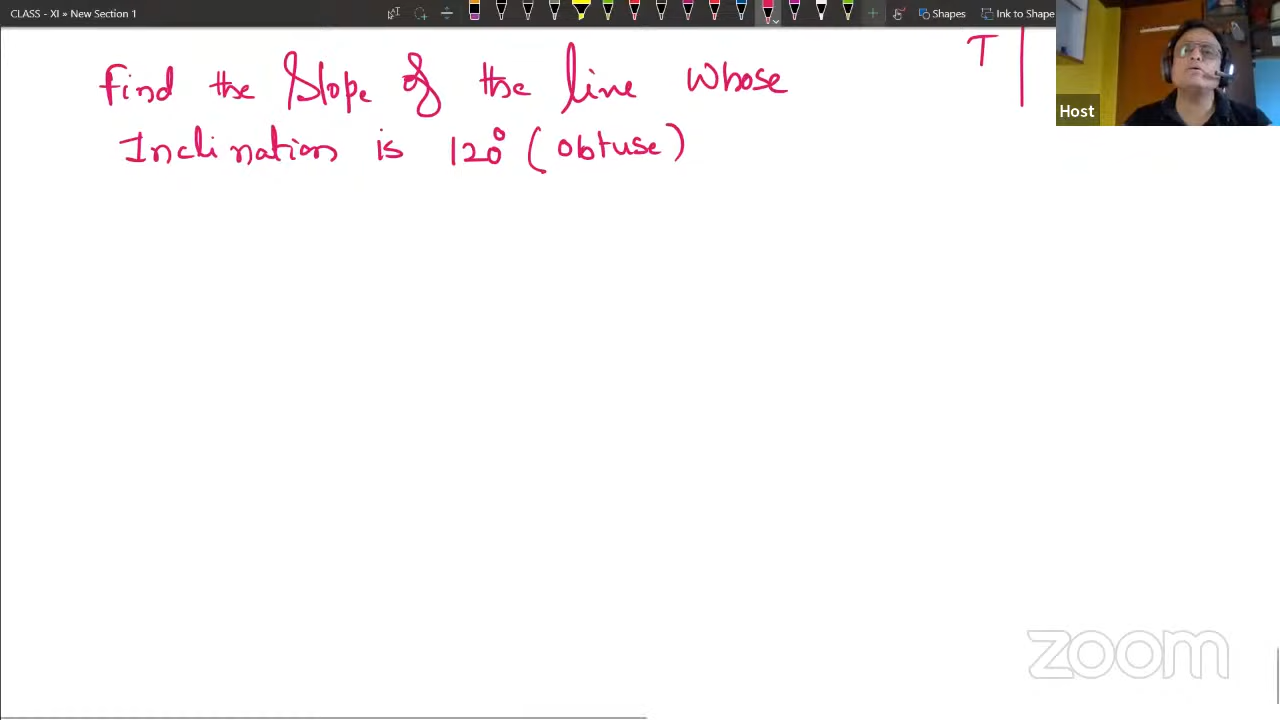 CLASS - XI » New Section 1
Shapes
Ink to Shape
T
Find the Slope of the line whose
Inclination is 120° (obtuse)
Host
zoom